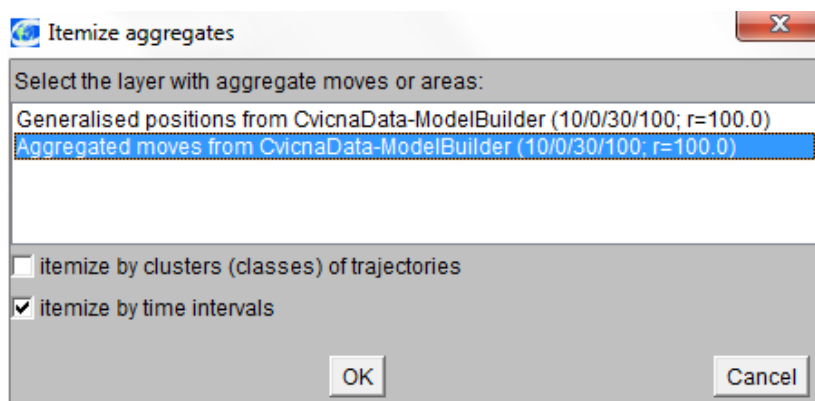 Itemize aggregates
Select the layer with aggregate moves or areas:
Generalised positions from CvicnaData-ModelBuilder (10/0/30/100; r=100.0)
Aggregated moves from CvicnaData-ModelBuilder (10/0/30/100; r=100.0)
itemize by clusters (classes) of trajectories
itemize by time intervals
OK Cancel